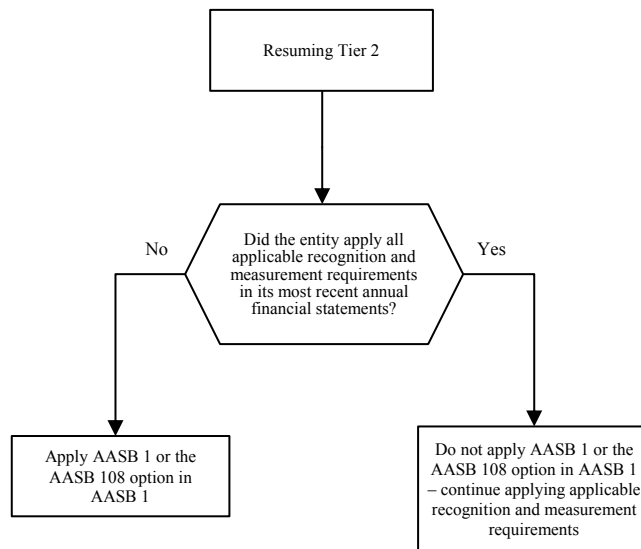 Resuming Tier 2
Did the entity apply all
applicable recognition and
measurement requirements
in its most recent annual
financial statements?
No
Yes
Apply AASB 1 or the
AASB 108 option in
AASB 1
Do not apply AASB 1 or the
AASB 108 option in AASB 1
– continue applying applicable
recognition and measurement
requirements